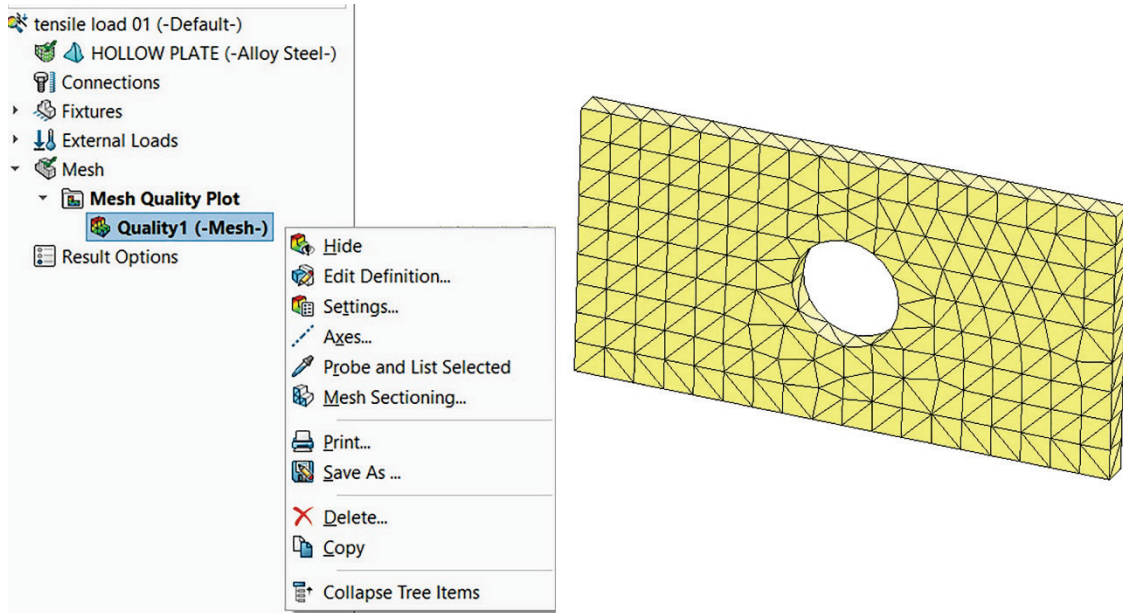 tensile load 01 (-Default-)
HOLLOW PLATE (-Alloy Steel-)
Connections
Fixtures
External Loads
Mesh
Mesh Quality Plot
Quality1 (-Mesh-)
Result Options
Hide
Edit Definition...
Settings...
Axes...
Probe and List Selected
Mesh Sectioning...
Print...
Save As ...
Delete...
Copy
Collapse Tree Items